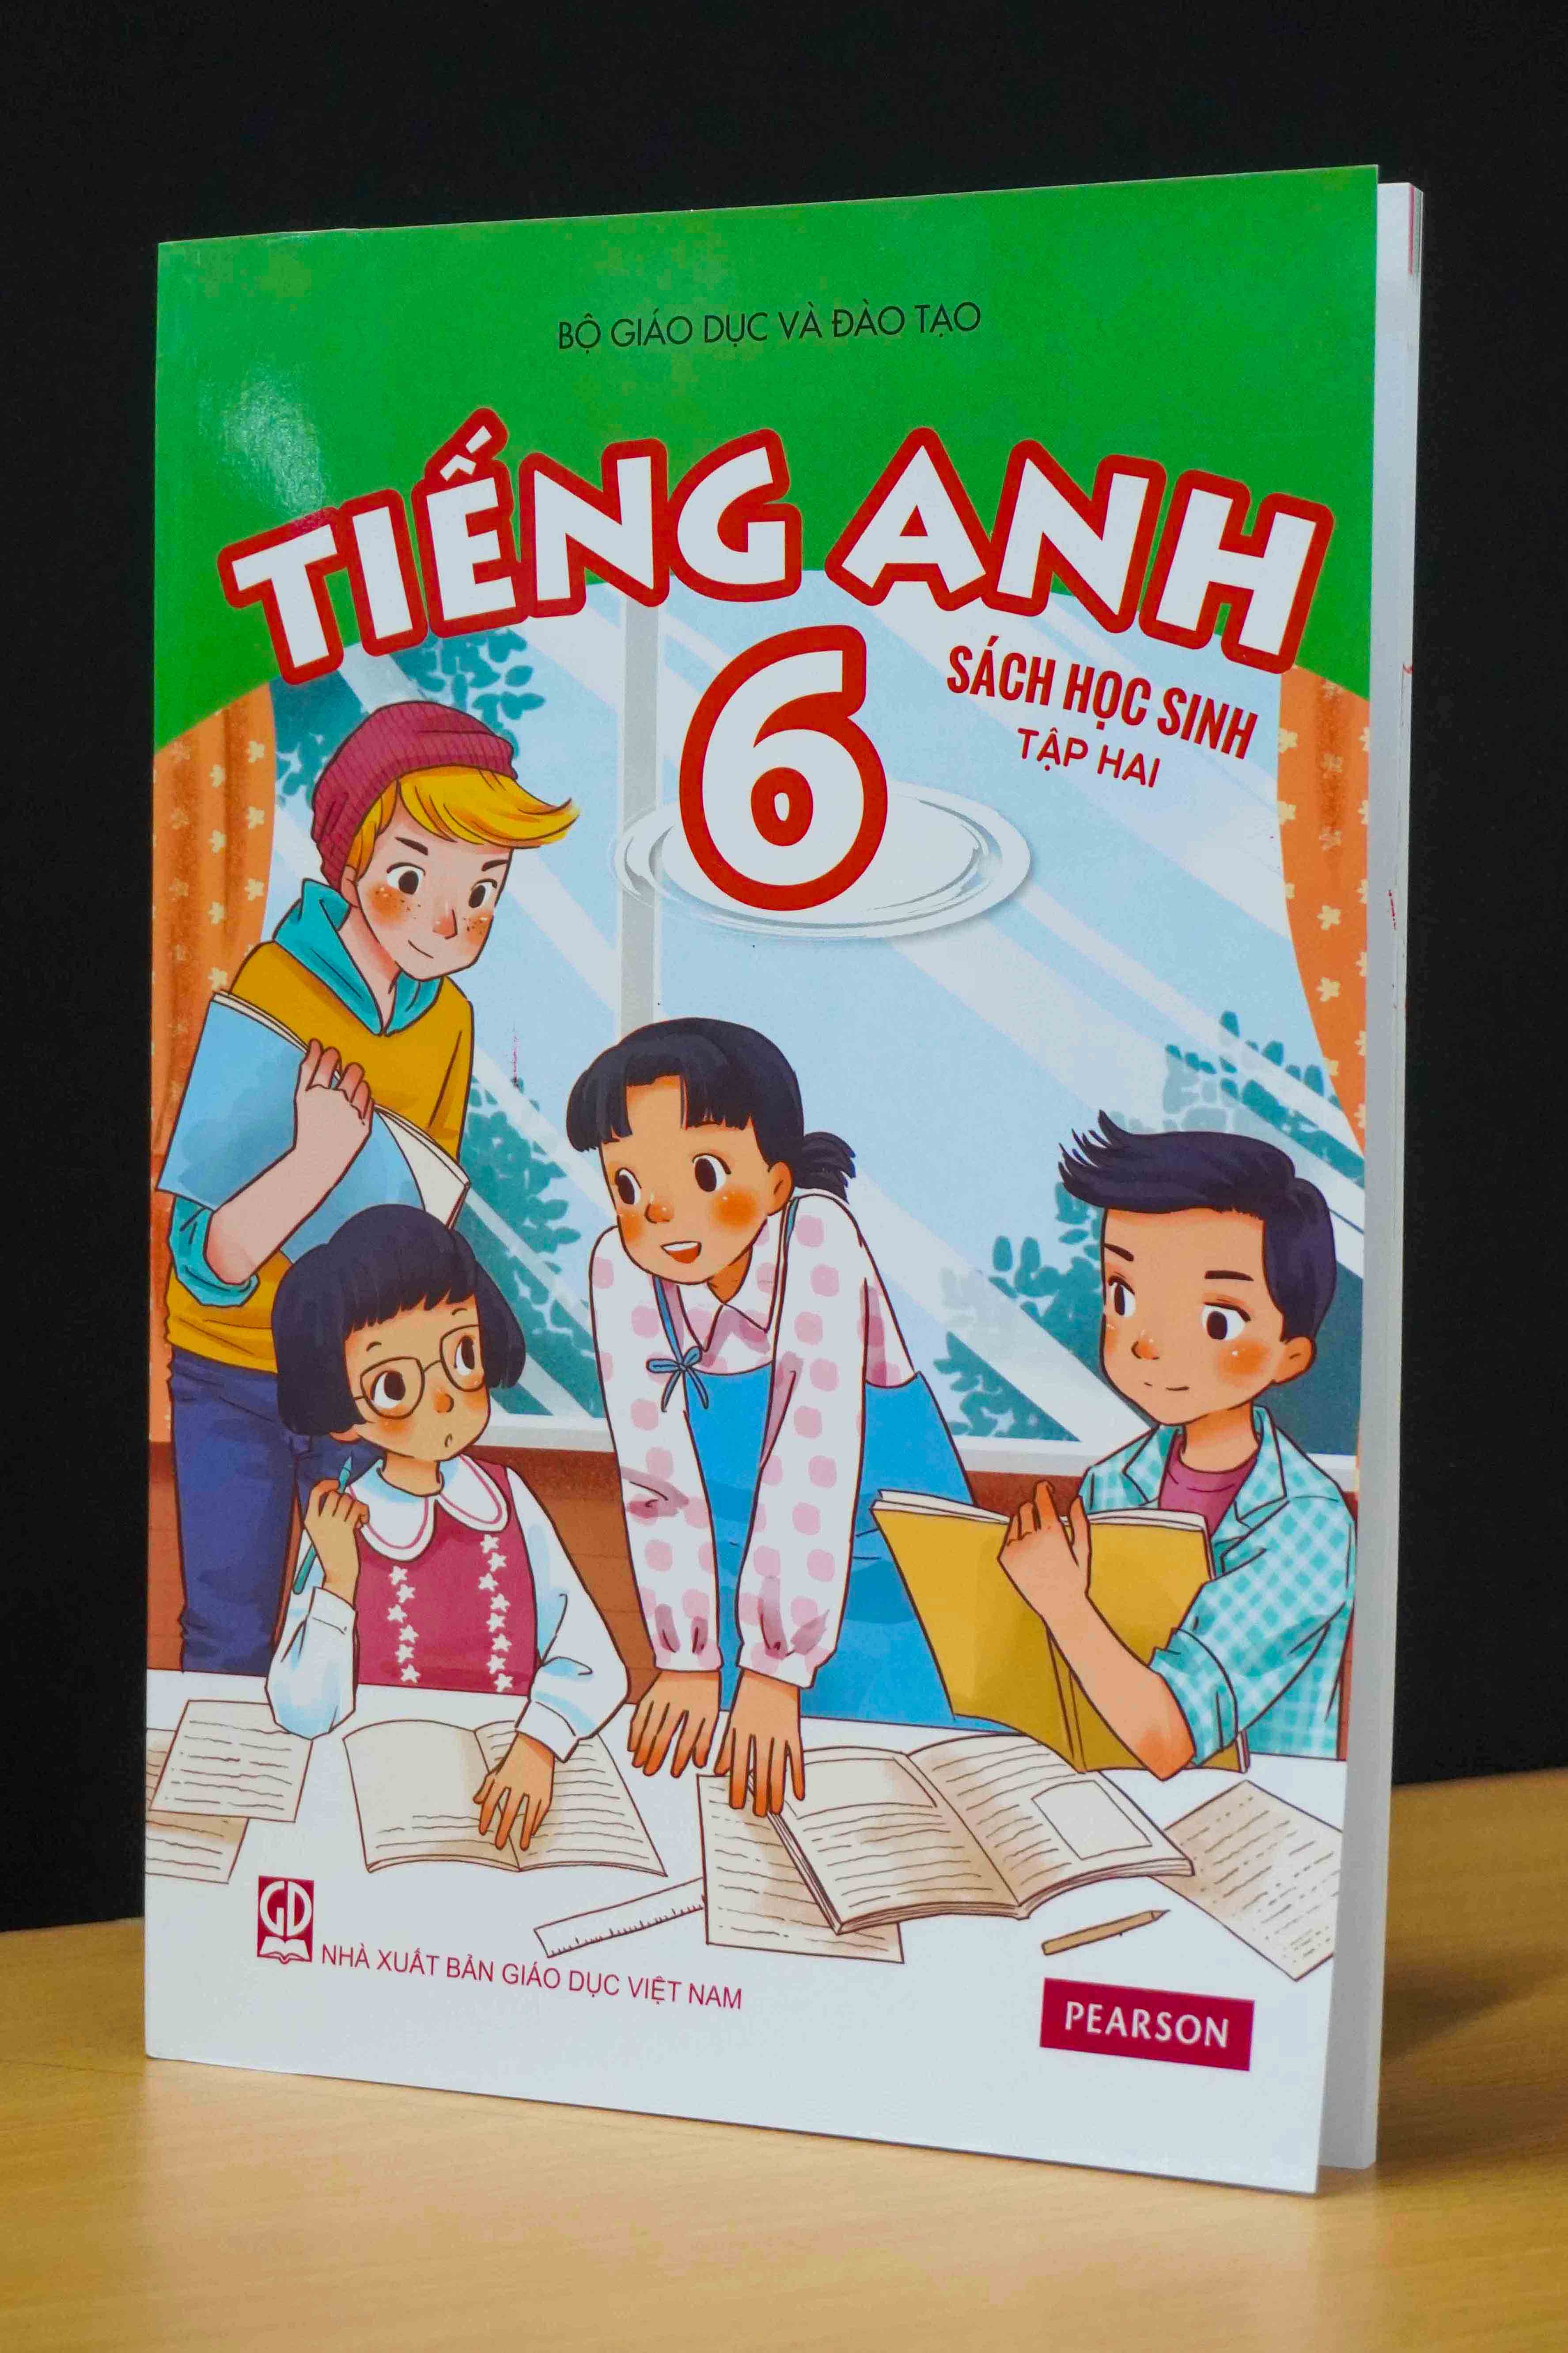 BỘ GIÁO DỤC VÀ ĐÀO TẠO
TIẾNG ANH
6
SÁCH HỌC SINH
TẬP HAI
GD
NHÀ XUẤT BẢN GIÁO DỤC VIỆT NAM
PEARSON